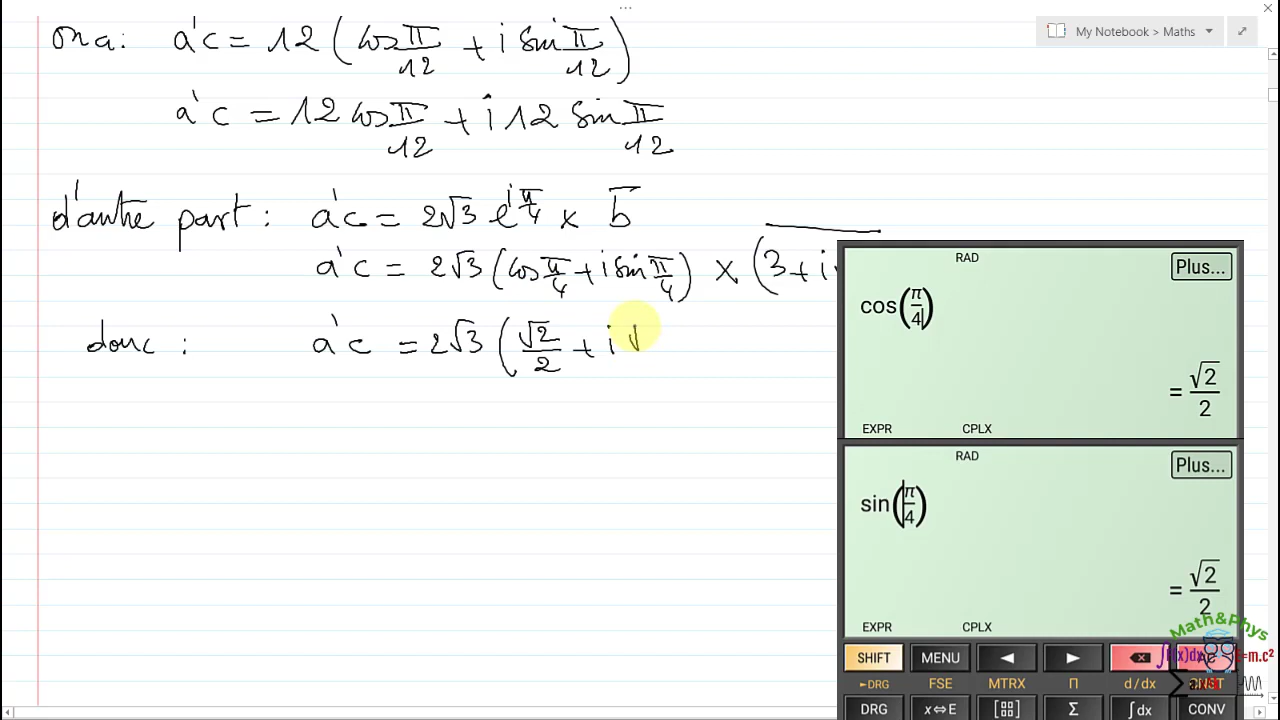 My Notebook > Maths
on a: a'c = 12 (cos π/12 + i sin π/12)
a'c = 12 cos π/12 + i 12 sin π/12
d'autre part: a'c = 2√3 e^(i π/4) × b̅
a'c = 2√3 (cos π/4 + i sin π/4) × (3 + i
donc : a'c = 2√3 (√2/2 + i √
RAD
Plus...
cos(π/4)
= √2/2
EXPR CPLX
RAD
Plus...
sin(π/4)
= √2/2
EXPR CPLX
Math&Phys
SHIFT MENU ◀ ▶
►DRG FSE MTRX Π d/dx
DRG x⇔E Σ ∫dx CONV